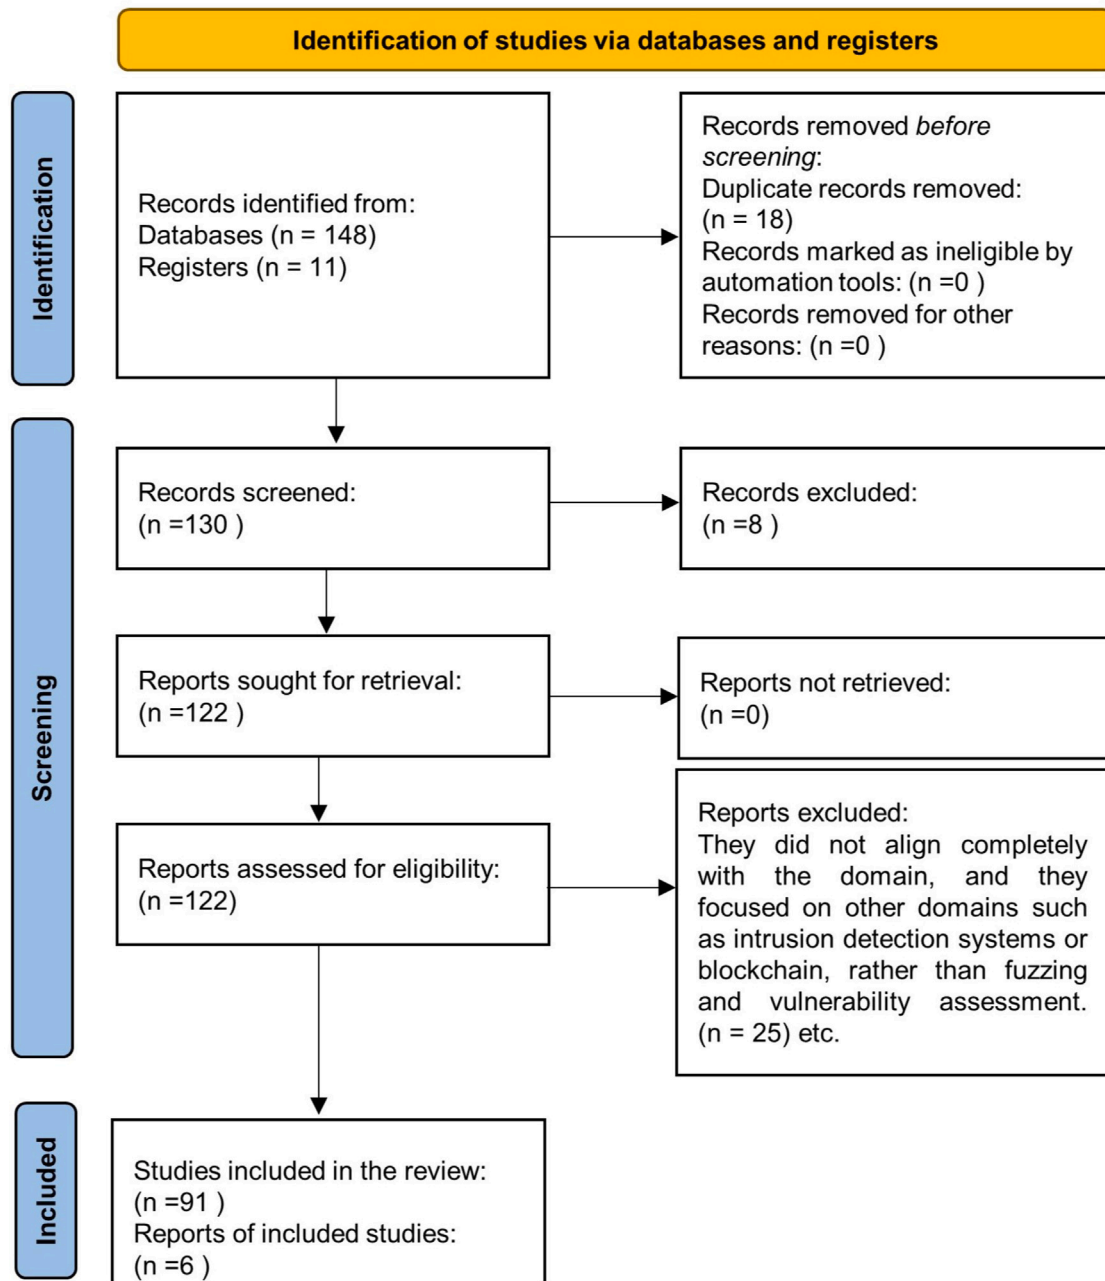 Identification of studies via databases and registers
Identification
Records identified from:
Databases (n = 148)
Registers (n = 11)
Records removed before
screening:
Duplicate records removed:
(n = 18)
Records marked as ineligible by
automation tools: (n =0 )
Records removed for other
reasons: (n =0 )
Screening
Records screened:
(n =130 )
Records excluded:
(n =8 )
Reports sought for retrieval:
(n =122 )
Reports not retrieved:
(n =0)
Reports assessed for eligibility:
(n =122)
Reports excluded:
They did not align completely
with the domain, and they
focused on other domains such
as intrusion detection systems or
blockchain, rather than fuzzing
and vulnerability assessment.
(n = 25) etc.
Included
Studies included in the review:
(n =91 )
Reports of included studies:
(n =6 )